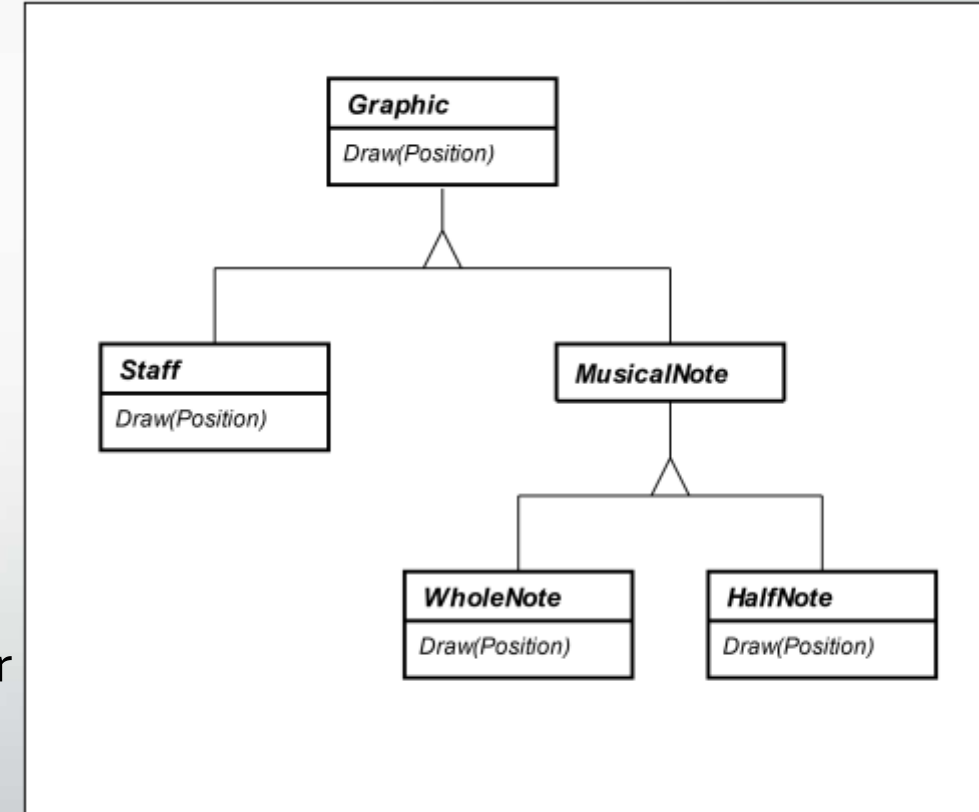 Graphic
Draw(Position)
Staff
Draw(Position)
MusicalNote
WholeNote
Draw(Position)
HalfNote
Draw(Position)
r